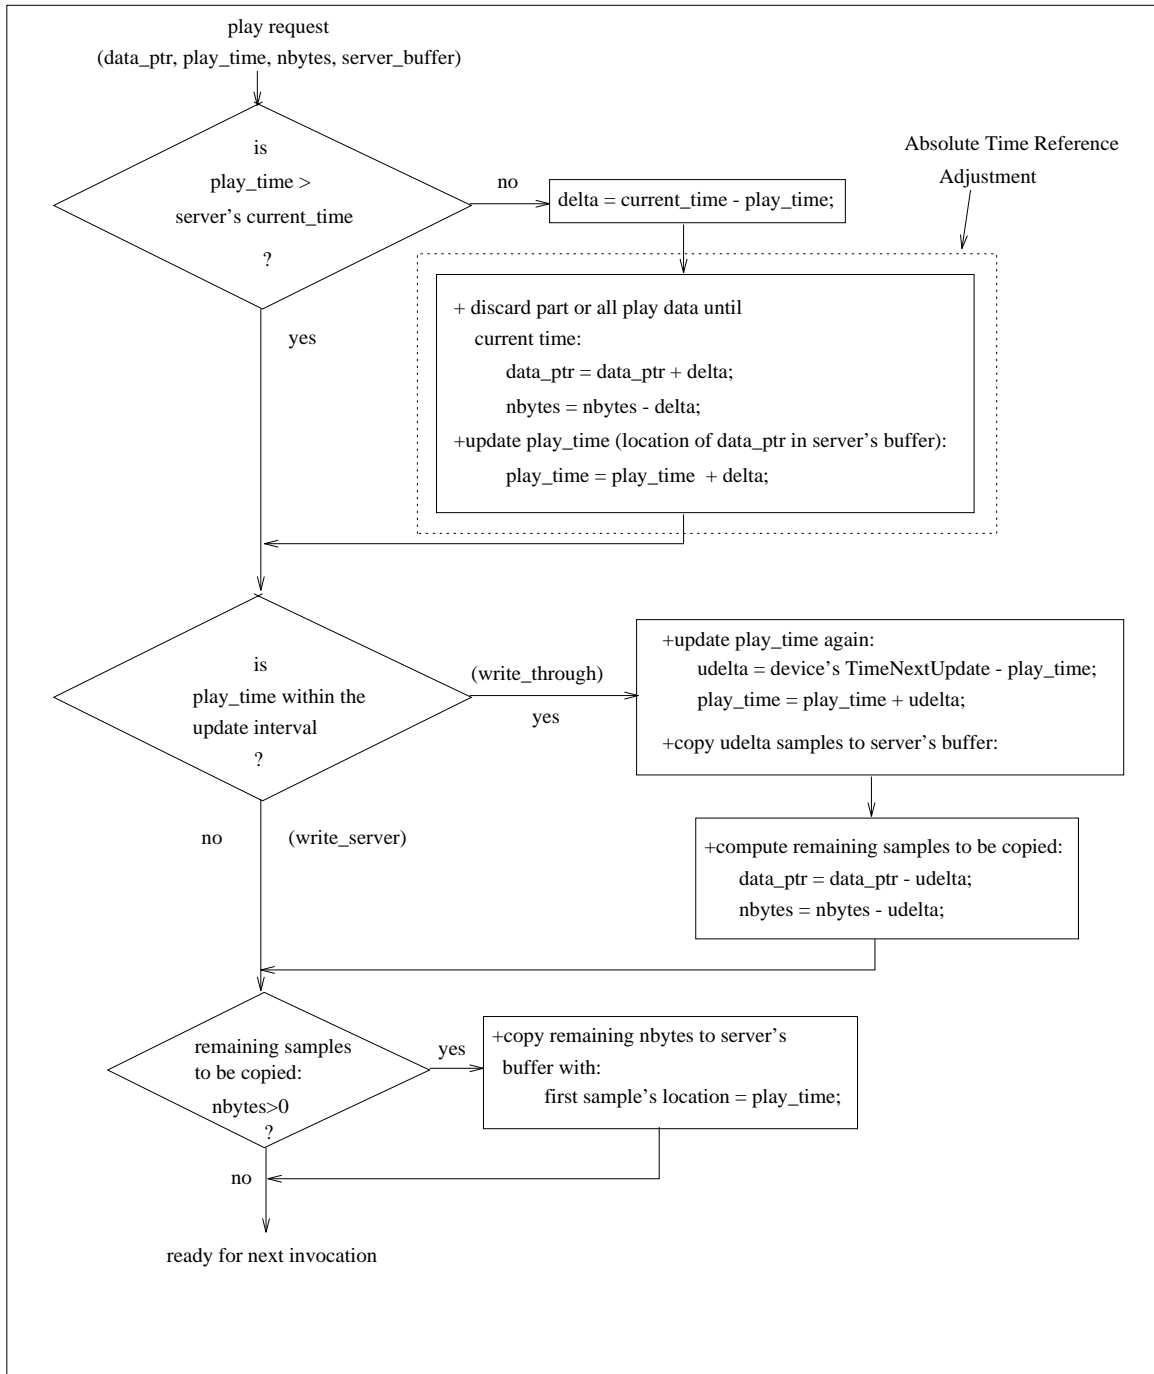 play request
(data_ptr, play_time, nbytes, server_buffer)
is
play_time >
server's current_time
?
no
yes
delta = current_time - play_time;
Absolute Time Reference
Adjustment
+ discard part or all play data until
current time:
data_ptr = data_ptr + delta;
nbytes = nbytes - delta;
+update play_time (location of data_ptr in server's buffer):
play_time = play_time + delta;
is
play_time within the
update interval
?
(write_through)
yes
no
(write_server)
+update play_time again:
udelta = device's TimeNextUpdate - play_time;
play_time = play_time + udelta;
+copy udelta samples to server's buffer:
+compute remaining samples to be copied:
data_ptr = data_ptr - udelta;
nbytes = nbytes - udelta;
remaining samples
to be copied:
nbytes>0
?
yes
no
+copy remaining nbytes to server's
buffer with:
first sample's location = play_time;
ready for next invocation